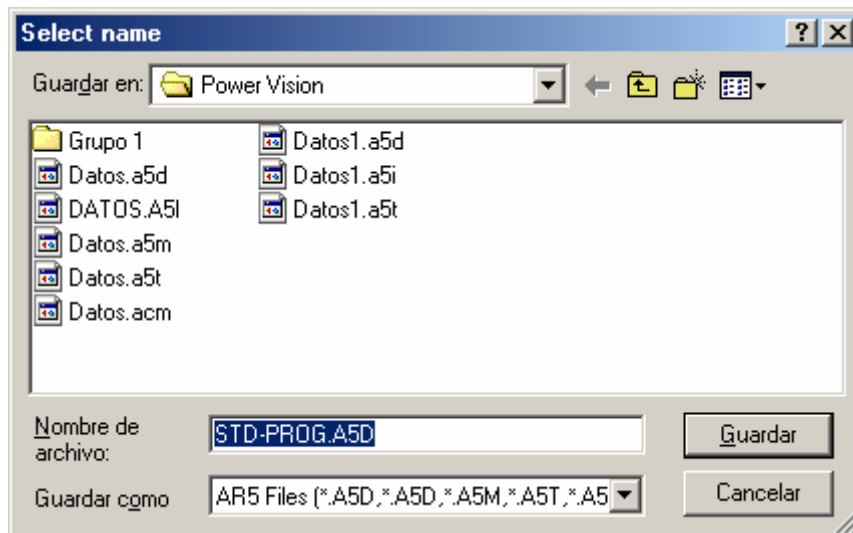 Select name
Guardar en: Power Vision
Grupo 1
Datos.a5d
DATOS.A5I
Datos.a5m
Datos.a5t
Datos.acm
Datos1.a5d
Datos1.a5i
Datos1.a5t
Nombre de archivo:
STD-PROG.A5D
Guardar
Guardar como
AR5 Files (*.A5D,*.A5D,*.A5M,*.A5T,*.A5
Cancelar